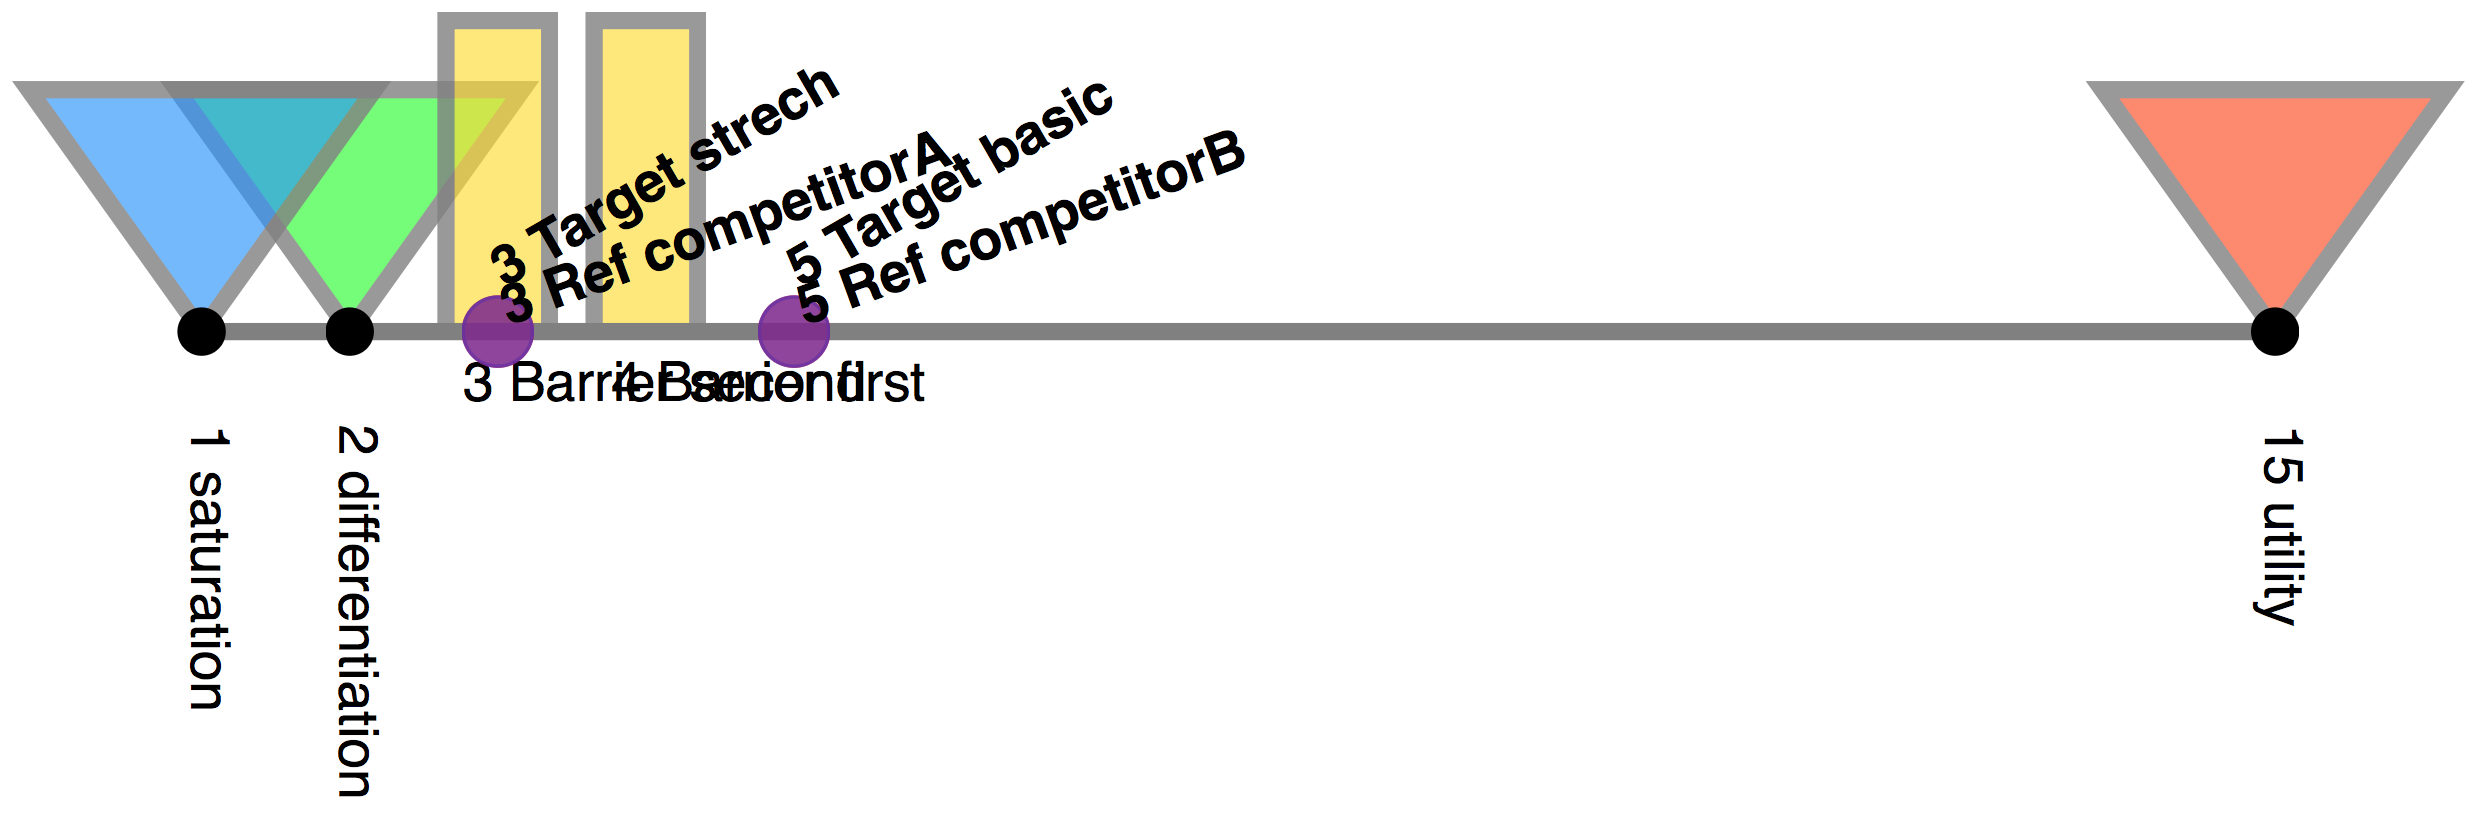 3 Target strech
3 Ref competitorA
5 Target basic
5 Ref competitorB
3 Barrier second
4 Barrier first
1 saturation
2 differentiation
15 utility